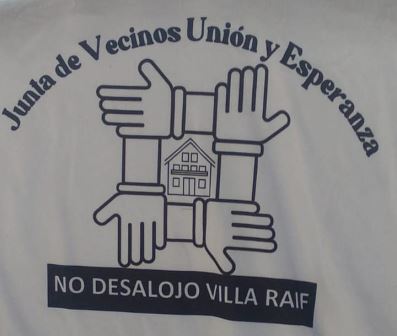 Junta de Vecinos Unión y Esperanza
NO DESALOJO VILLA RAIF